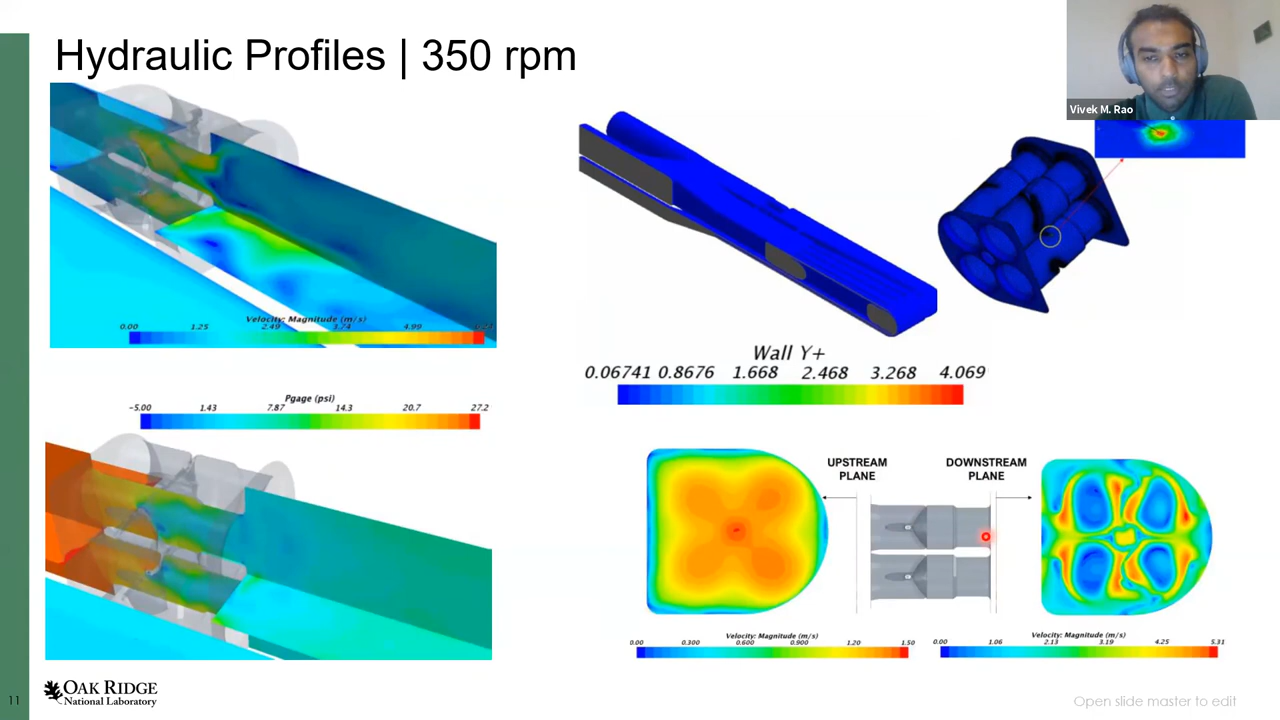 Hydraulic Profiles | 350 rpm
Vivek M. Rao
Velocity: Magnitude (m/s)
0.00 1.25 2.49 3.74 4.99
Wall Y+
0.06741 0.8676 1.668 2.468 3.268 4.069
Pgage (psi)
-5.00 1.43 7.87 14.3 20.7 27.2
UPSTREAM
PLANE
DOWNSTREAM
PLANE
Velocity: Magnitude (m/s)
0.00 0.300 0.600 0.900 1.20 1.50
Velocity: Magnitude (m/s)
0.00 1.06 2.13 3.19 4.25 5.31
11
OAK RIDGE
National Laboratory
Open slide master to edit